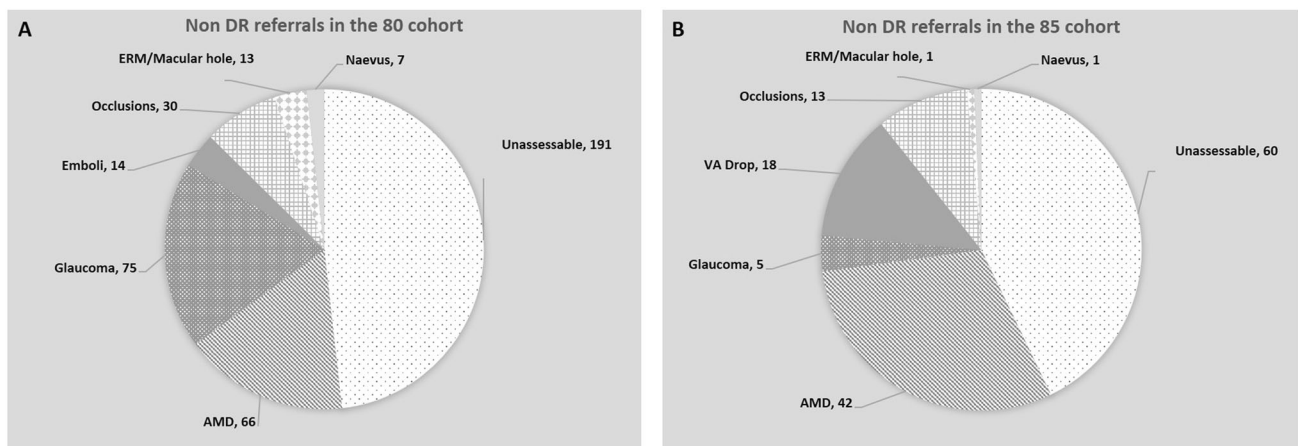 A
Non DR referrals in the 80 cohort
ERM/Macular hole, 13
Naevus, 7
Occlusions, 30
Unassessable, 191
Emboli, 14
Glaucoma, 75
AMD, 66
B
Non DR referrals in the 85 cohort
ERM/Macular hole, 1
Naevus, 1
Occlusions, 13
Unassessable, 60
VA Drop, 18
Glaucoma, 5
AMD, 42